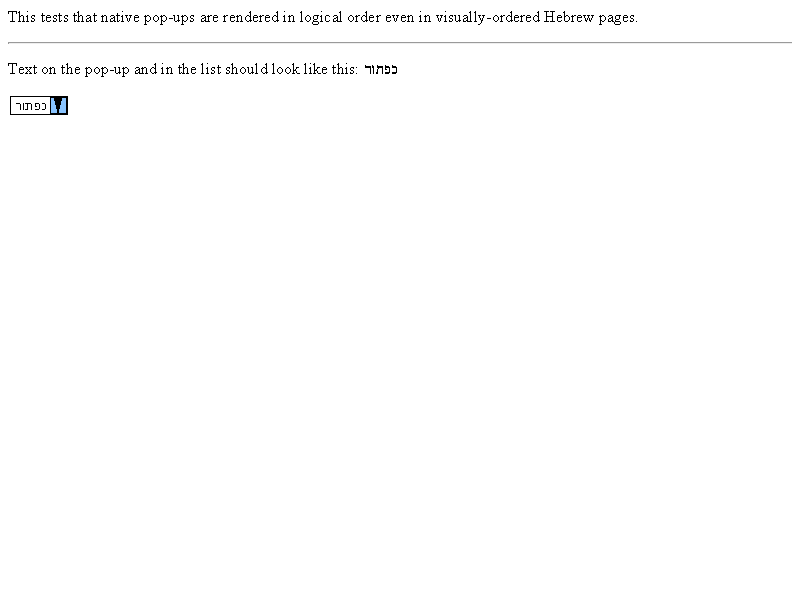 This tests that native pop-ups are rendered in logical order even in visually-ordered Hebrew pages.
Text on the pop-up and in the list should look like this: כפתור
כפתור